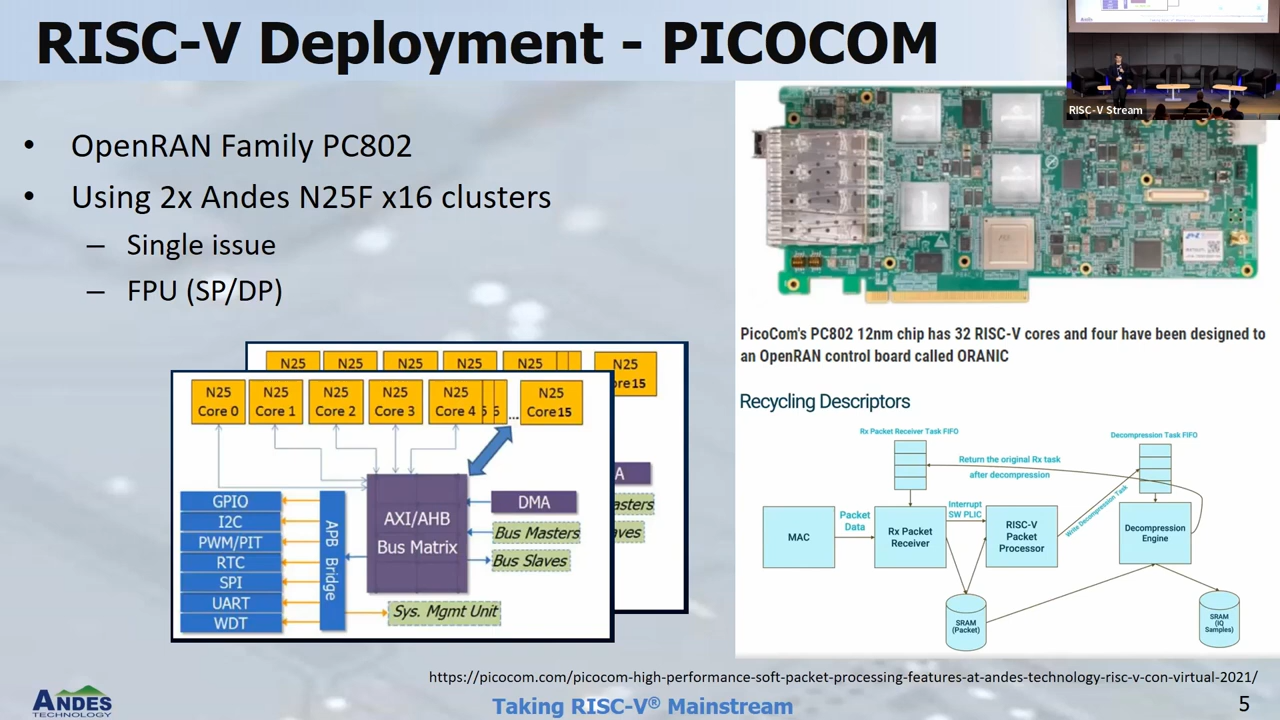 RISC-V Deployment - PICOCOM
RISC-V Stream
• OpenRAN Family PC802
• Using 2x Andes N25F x16 clusters
– Single issue
– FPU (SP/DP)
PicoCom's PC802 12nm chip has 32 RISC-V cores and four have been designed to
an OpenRAN control board called ORANIC
N25 N25 N25 N25 N25 N25
re15
N25 N25 N25 N25 N25 N25
Core 0 Core 1 Core 2 Core 3 Core 4 5 6 ... Core15
A
asters
aves
GPIO
I2C
PWM/PIT
RTC
SPI
UART
WDT
APB Bridge
AXI/AHB
Bus Matrix
DMA
Bus Masters
Bus Slaves
Sys. Mgmt Unit
Recycling Descriptors
Rx Packet Receiver Task FIFO
Decompression Task FIFO
Return the original Rx task
after decompression
MAC
Packet
Data
Rx Packet
Receiver
Interrupt
SW PLIC
RISC-V
Packet
Processor
Write Decompression Task
Decompression
Engine
SRAM
(Packet)
SRAM
(IQ
Samples)
https://picocom.com/picocom-high-performance-soft-packet-processing-features-at-andes-technology-risc-v-con-virtual-2021/
ANDES
TECHNOLOGY
Taking RISC-V® Mainstream
5